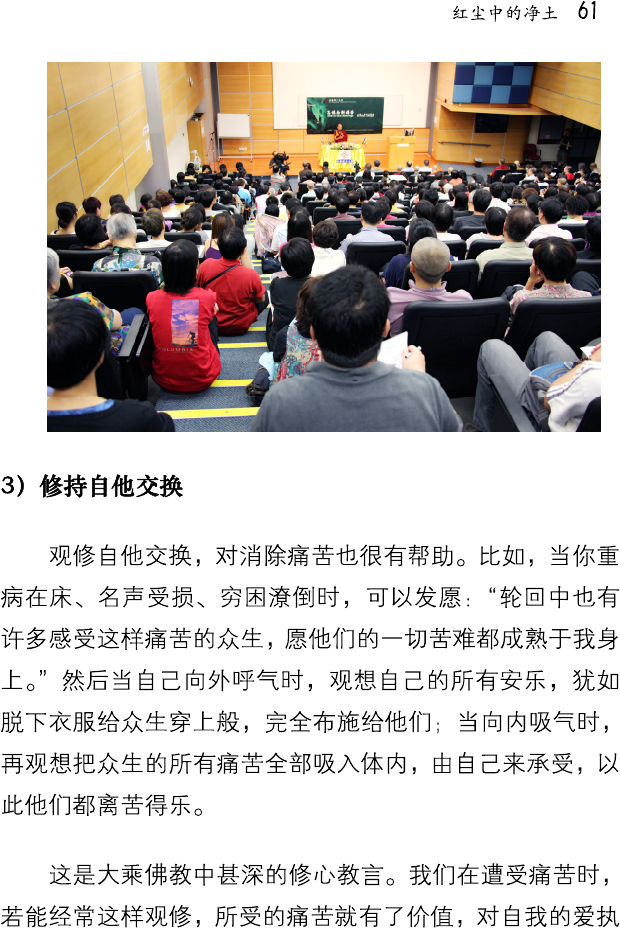 红尘中的净土 61
COLUMBIA
3）修持自他交换
观修自他交换，对消除痛苦也很有帮助。比如，当你重
病在床、名声受损、穷困潦倒时，可以发愿：“轮回中也有
许多感受这样痛苦的众生，愿他们的一切苦难都成熟于我身
上。”然后当自己向外呼气时，观想自己的所有安乐，犹如
脱下衣服给众生穿上般，完全布施给他们；当向内吸气时，
再观想把众生的所有痛苦全部吸入体内，由自己来承受，以
此他们都离苦得乐。
这是大乘佛教中甚深的修心教言。我们在遭受痛苦时，
若能经常这样观修，所受的痛苦就有了价值，对自我的爱执